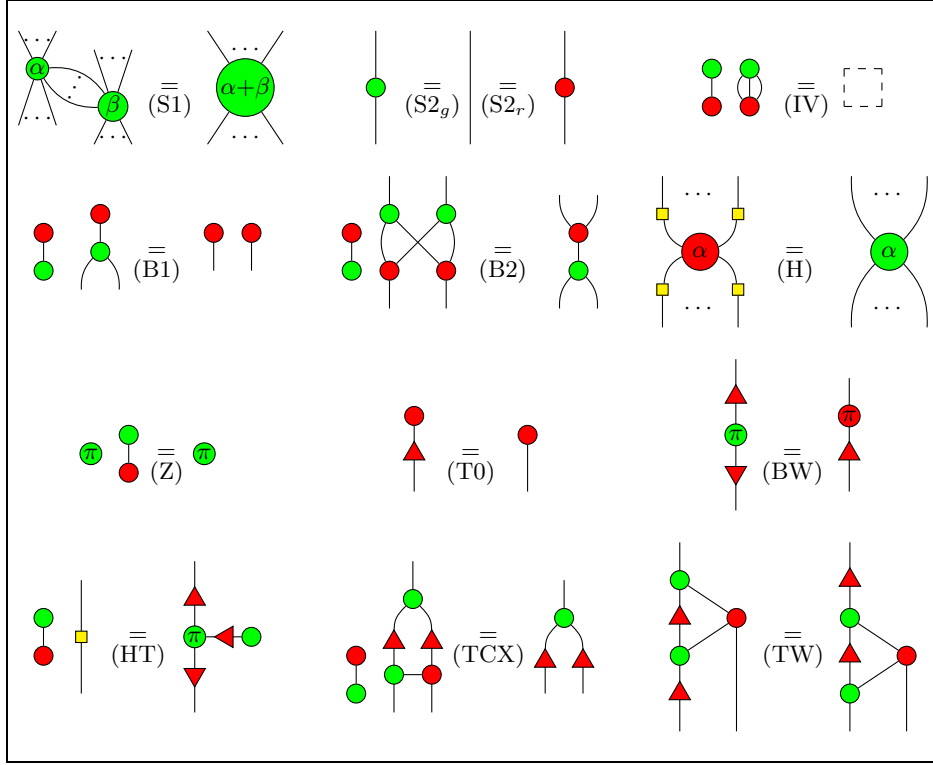 α β (S1) α+β (S2g) (S2r) (IV)
(B1) (B2) α (H) α
π (Z) π (T0) π (BW) π
(HT) π (TCX) (TW)